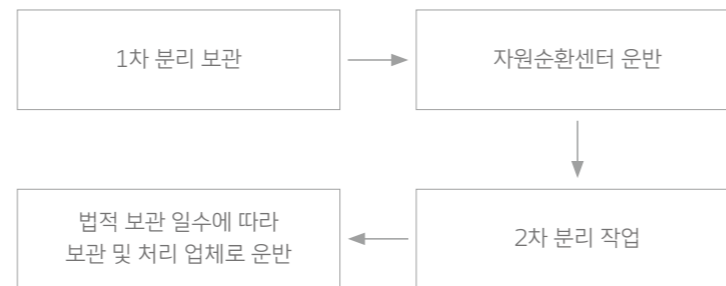 1차 분리 보관
자원순환센터 운반
2차 분리 작업
법적 보관 일수에 따라
보관 및 처리 업체로 운반